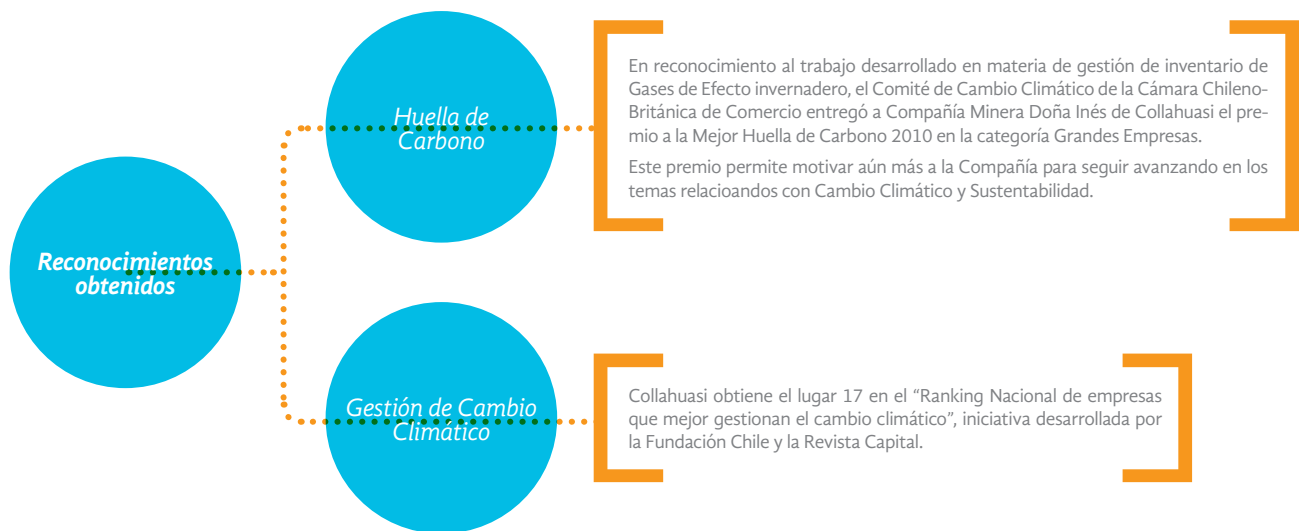 Reconocimientos
obtenidos
Huella de
Carbono
En reconocimiento al trabajo desarrollado en materia de gestión de inventario de
Gases de Efecto invernadero, el Comité de Cambio Climático de la Cámara Chileno-
Británica de Comercio entregó a Compañía Minera Doña Inés de Collahuasi el pre-
mio a la Mejor Huella de Carbono 2010 en la categoría Grandes Empresas.
Este premio permite motivar aún más a la Compañía para seguir avanzando en los
temas relacioandos con Cambio Climático y Sustentabilidad.
Gestión de Cambio
Climático
Collahuasi obtiene el lugar 17 en el “Ranking Nacional de empresas
que mejor gestionan el cambio climático”, iniciativa desarrollada por
la Fundación Chile y la Revista Capital.